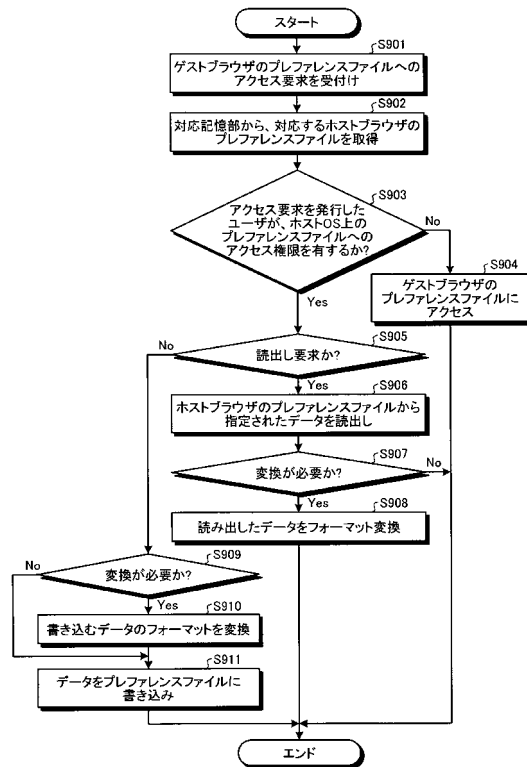 スタート
S901
ゲストブラウザのプレファレンスファイルへの
アクセス要求を受付け
S902
対応記憶部から、対応するホストブラウザの
プレファレンスファイルを取得
S903
アクセス要求を発行した
ユーザが、ホストOS上の
プレファレンスファイルへの
アクセス権限を有するか?
No
S904
ゲストブラウザの
プレファレンスファイルに
アクセス
Yes
S905
No
読出し要求か?
Yes
S906
ホストブラウザのプレファレンスファイルから
指定されたデータを読出し
S907
変換が必要か?
No
Yes
S908
読み出したデータをフォーマット変換
S909
No
変換が必要か?
Yes
S910
書き込むデータのフォーマットを変換
S911
データをプレファレンスファイルに
書き込み
エンド